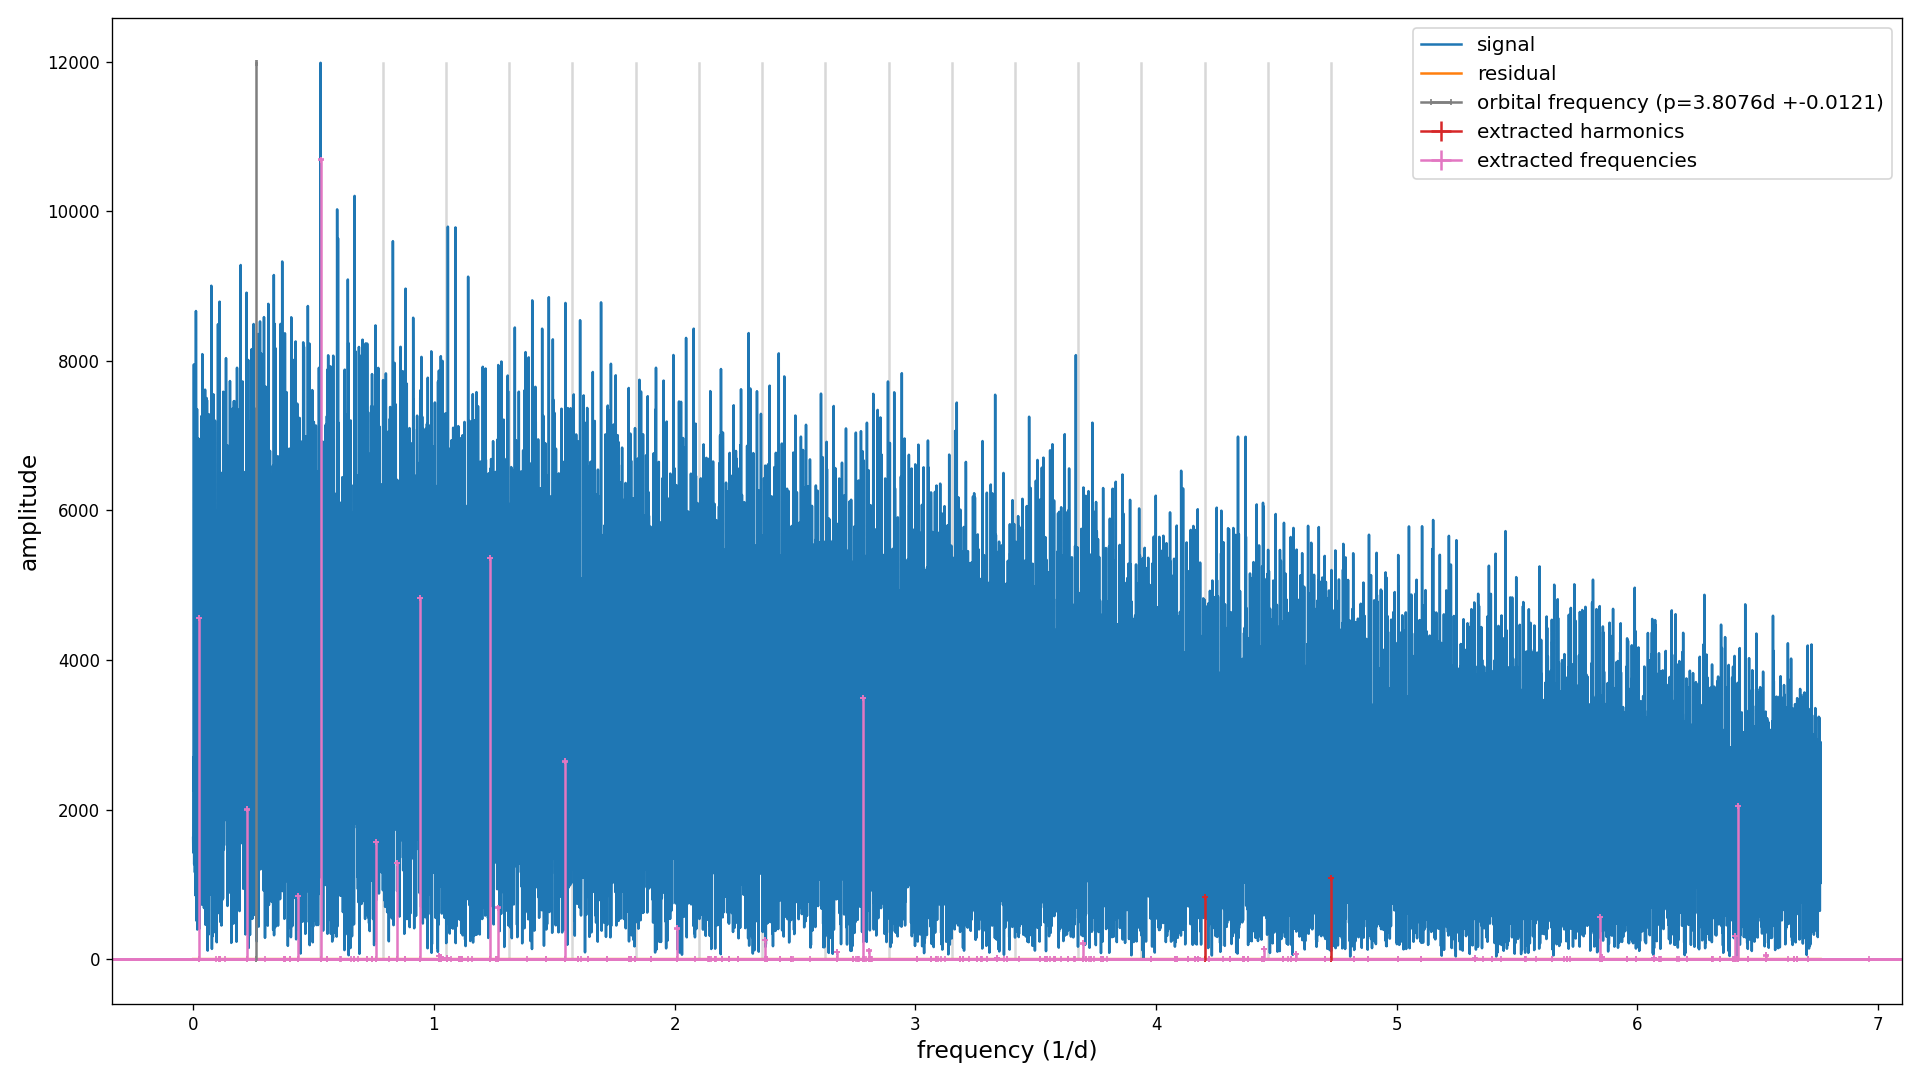 signal
residual
orbital frequency (p=3.8076d +-0.0121)
extracted harmonics
extracted frequencies
12000
10000
8000
6000
4000
2000
0
amplitude
0 1 2 3 4 5 6 7
frequency (1/d)